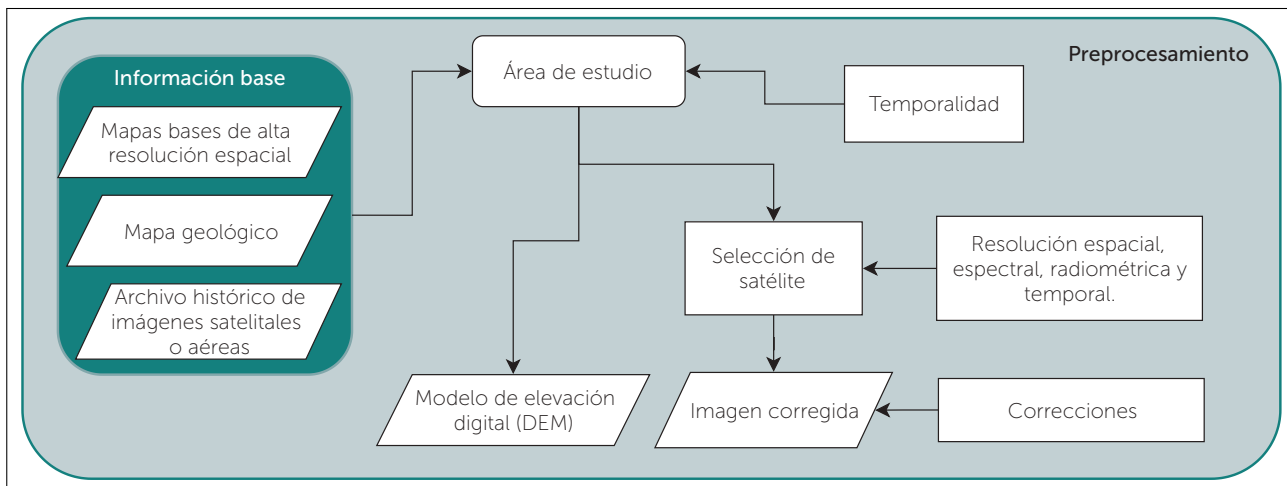 Preprocesamiento
Información base
Mapas bases de alta
resolución espacial
Mapa geológico
Archivo histórico de
imágenes satelitales
o aéreas
Área de estudio
Temporalidad
Selección de
satélite
Resolución espacial,
espectral, radiométrica y
temporal.
Modelo de elevación
digital (DEM)
Imagen corregida
Correcciones